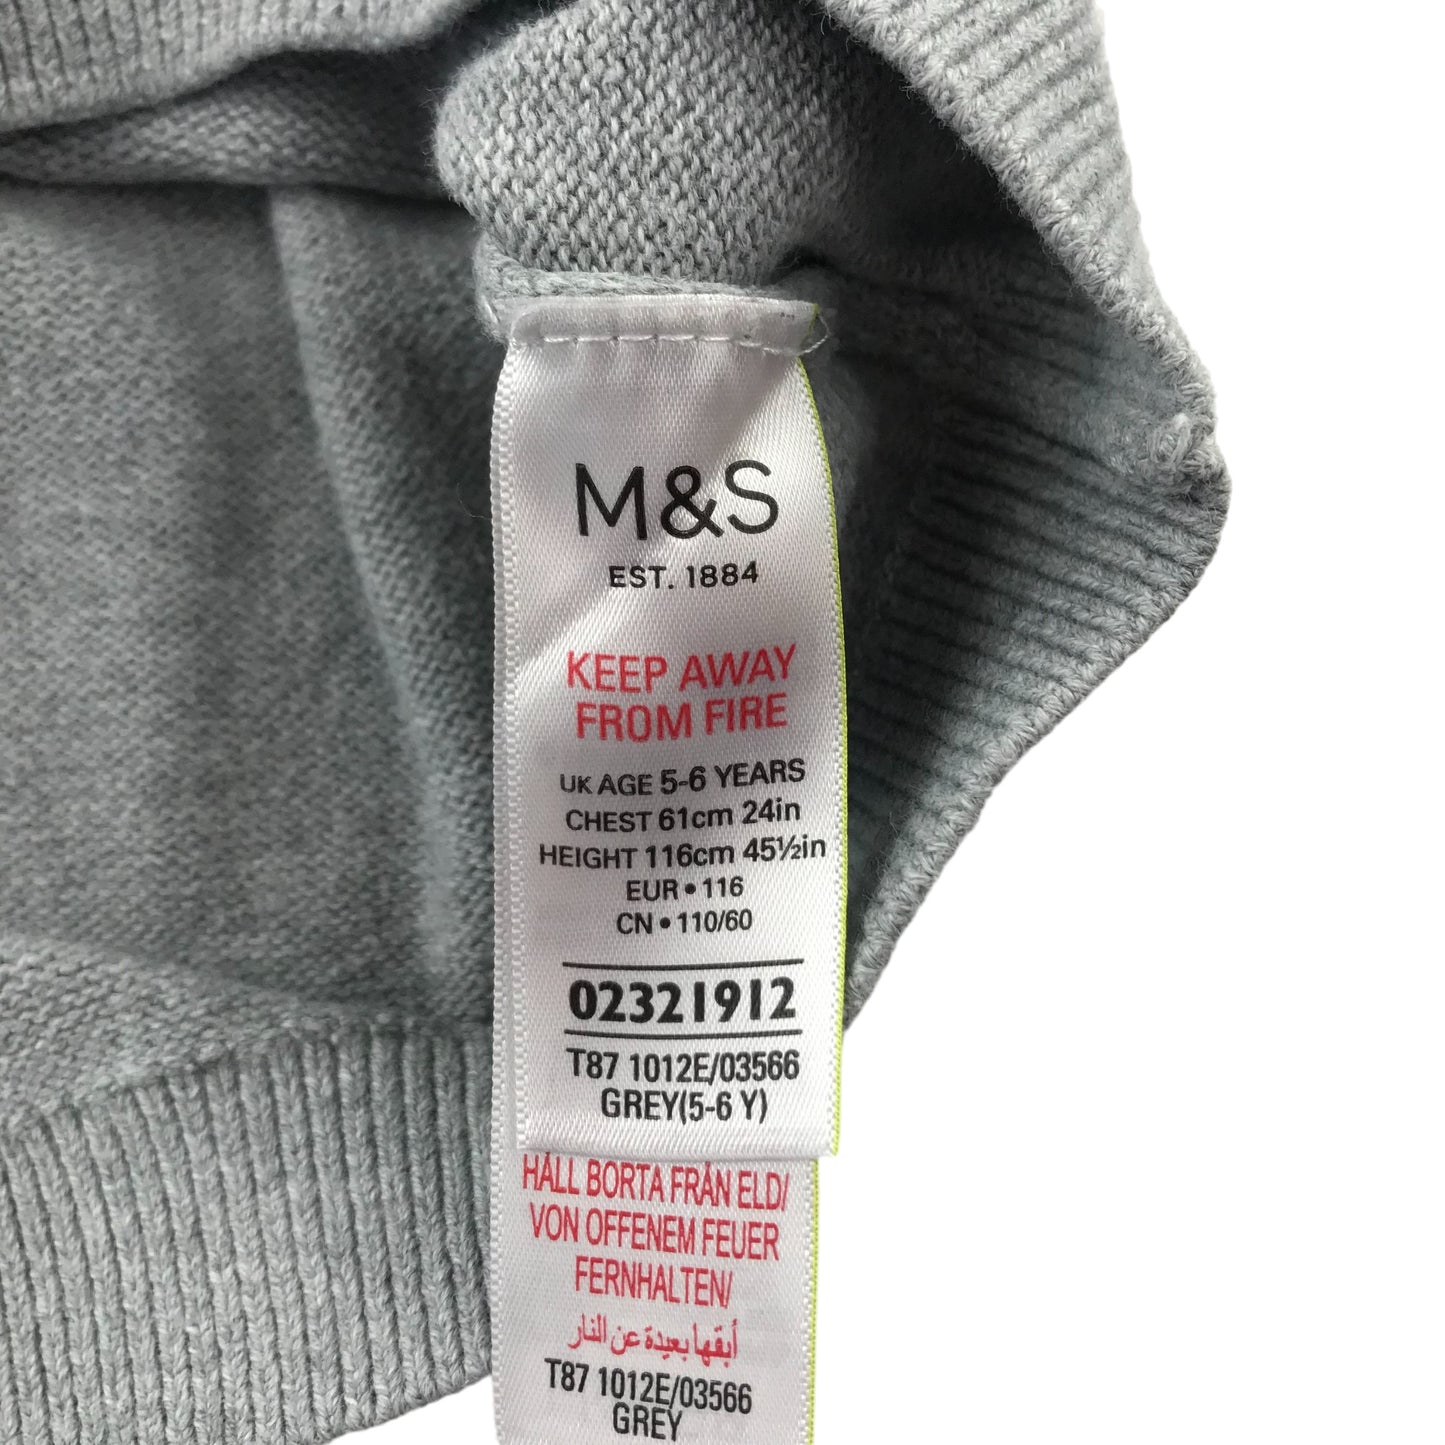 M&S
EST. 1884
KEEP AWAY
FROM FIRE
UK AGE 5-6 YEARS
CHEST 61cm 24in
HEIGHT 116cm 45½in
EUR • 116
CN • 110/60
02321912
T87 1012E/03566
GREY(5-6 Y)
HÅLL BORTA FRÅN ELD/
VON OFFENEM FEUER
FERNHALTEN/
أبقها بعيدة عن النار
T87 1012E/03566
GREY